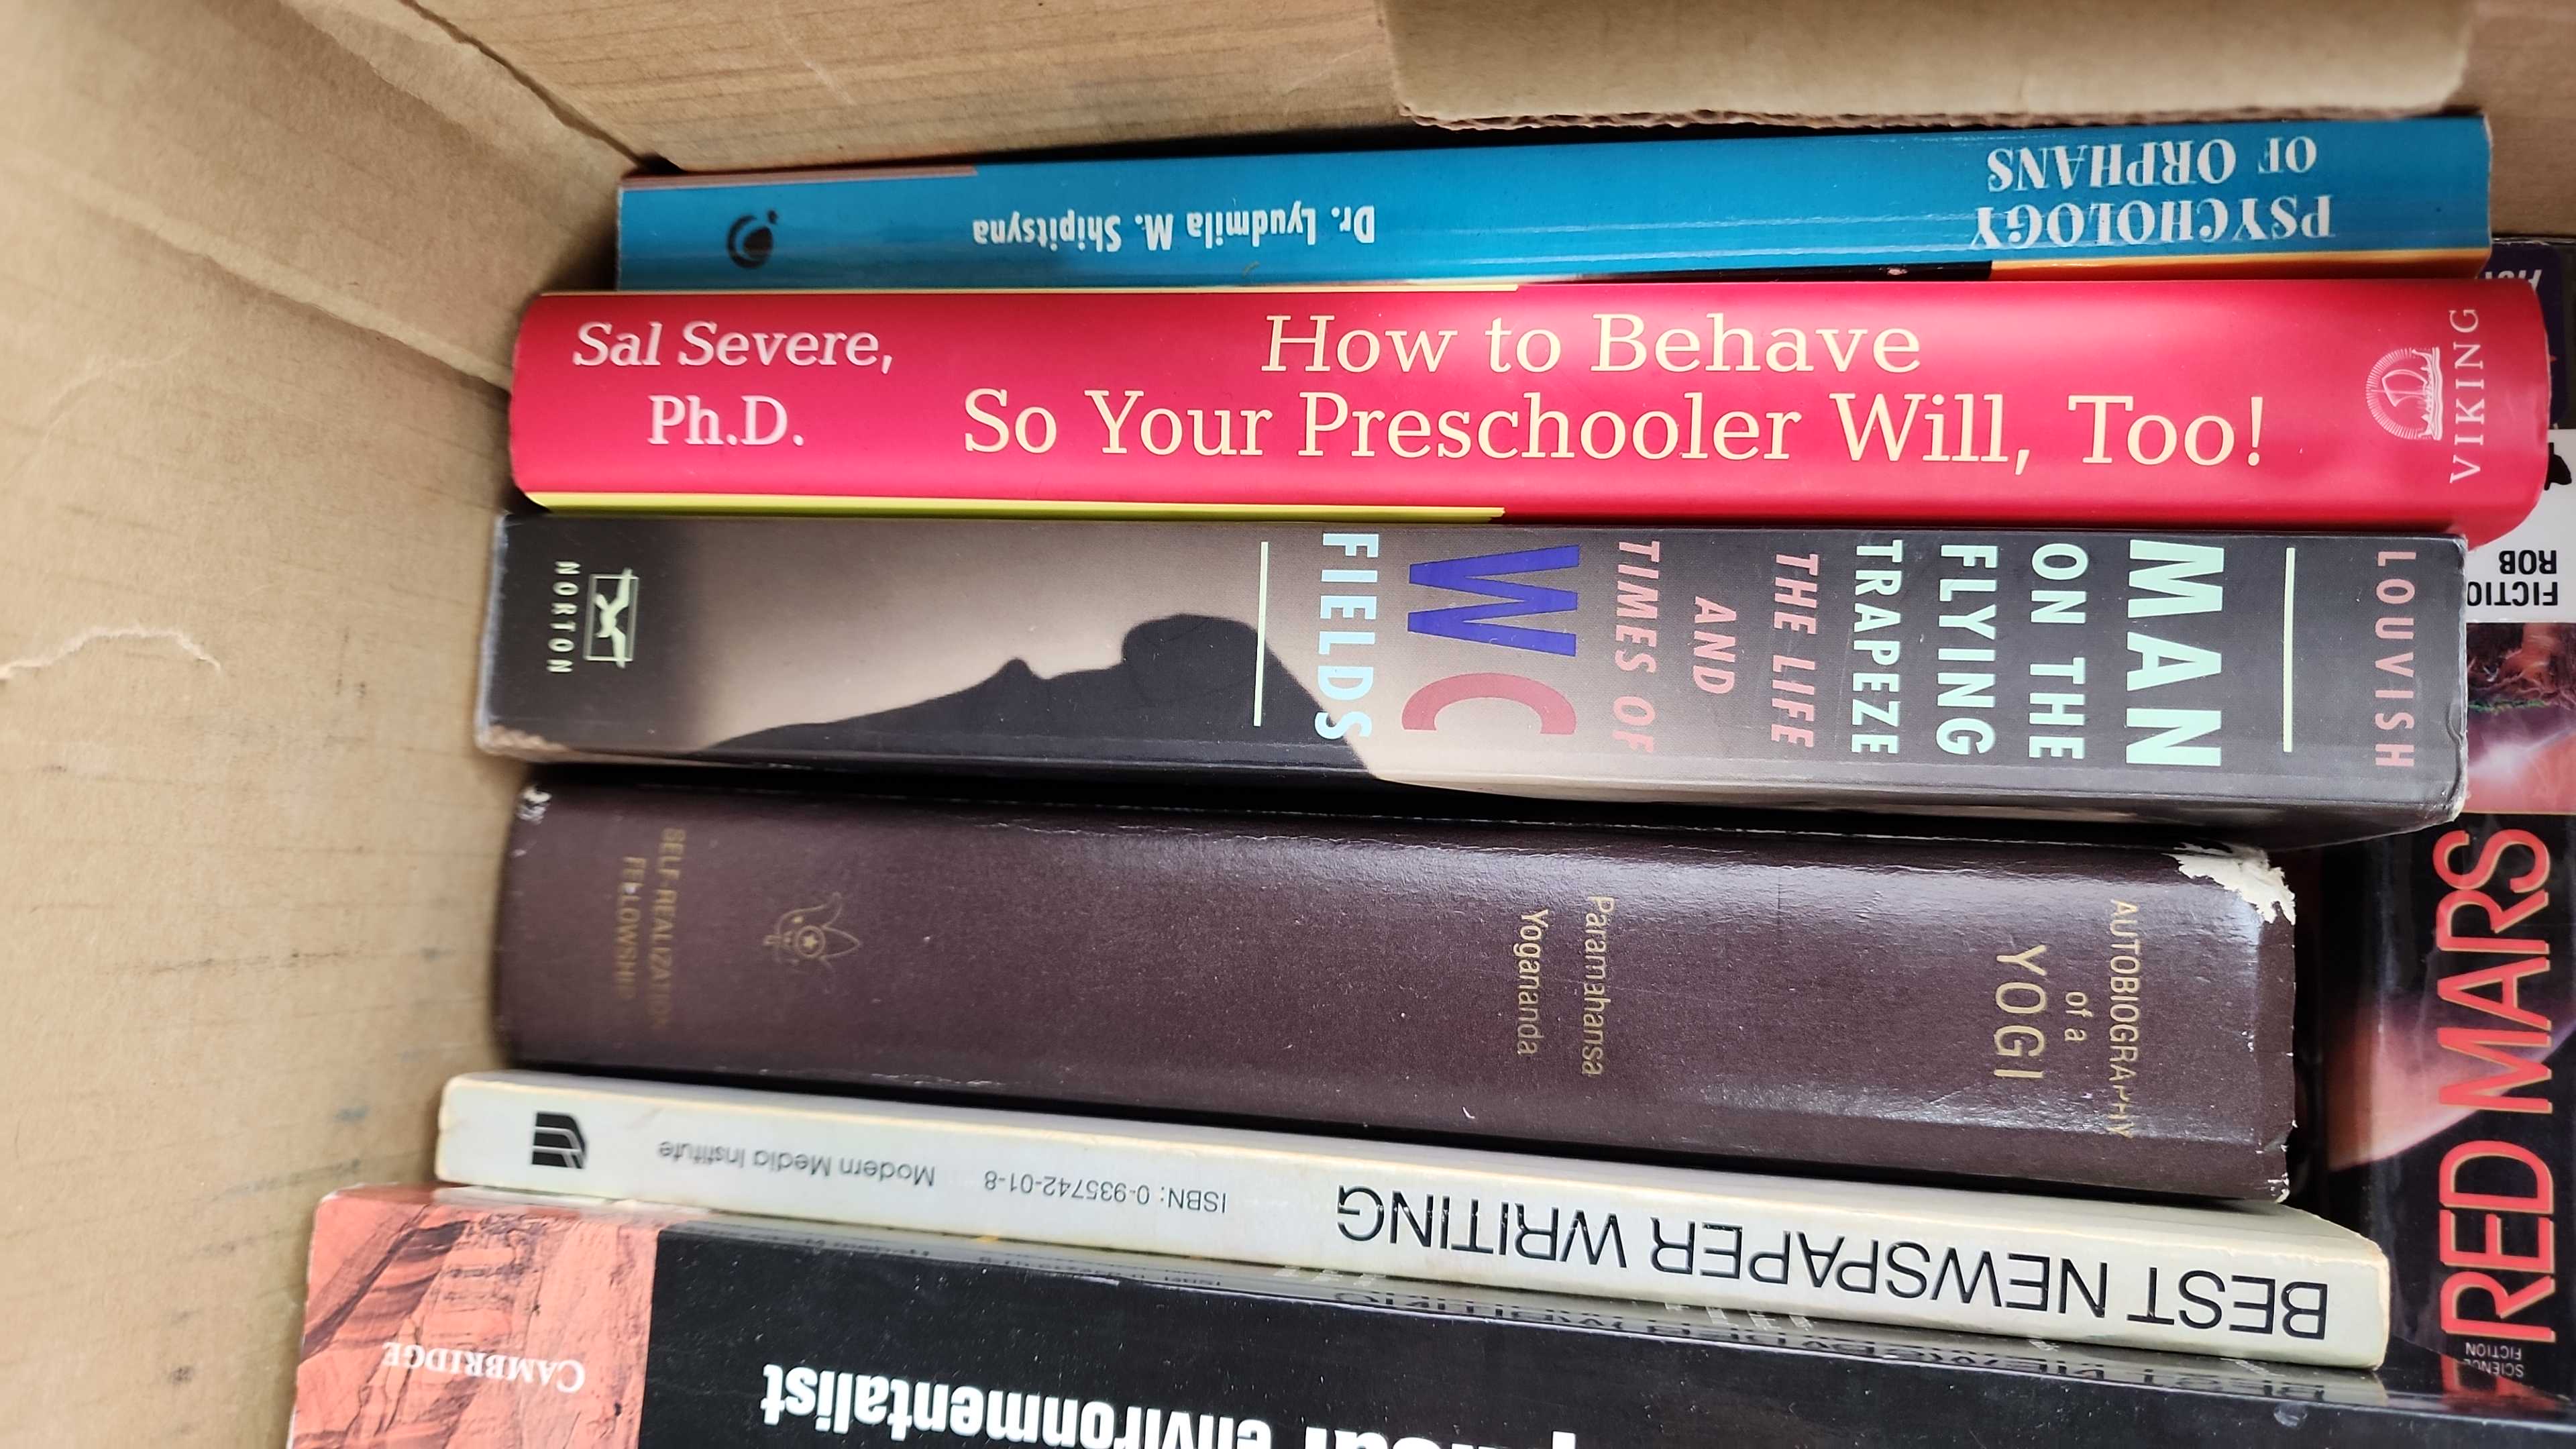 PSYCHOLOGY
OF ORPHANS
Dr. Lyudmila M. Shipitsyna
Sal Severe,
Ph.D.
How to Behave
So Your Preschooler Will, Too!
VIKING
LOUVISH
MAN
ON THE
FLYING
TRAPEZE
THE LIFE
AND
TIMES OF
W C
FIELDS
NORTON
AUTOBIOGRAPHY
of a
YOGI
Paramahansa
Yogananda
SELF-REALIZATION
FELLOWSHIP
BEST NEWSPAPER WRITING
ISBN: 0-935742-01-8
Modern Media Institute
environmentalist
CAMBRIDGE
FICTIO
ROB
RED MARS
SCIENCE
FICTION